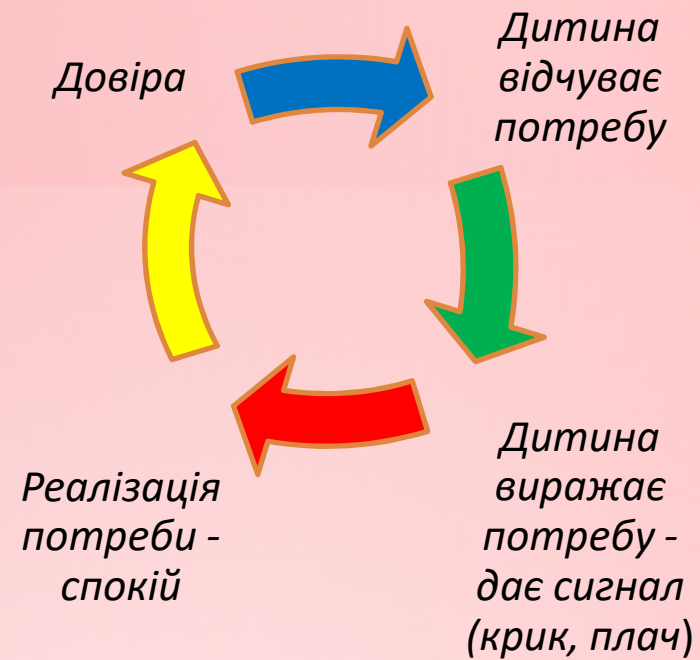 Довіра
Дитина
відчуває
потребу
Дитина
виражає
потребу -
дає сигнал
(крик, плач)
Реалізація
потреби -
спокій